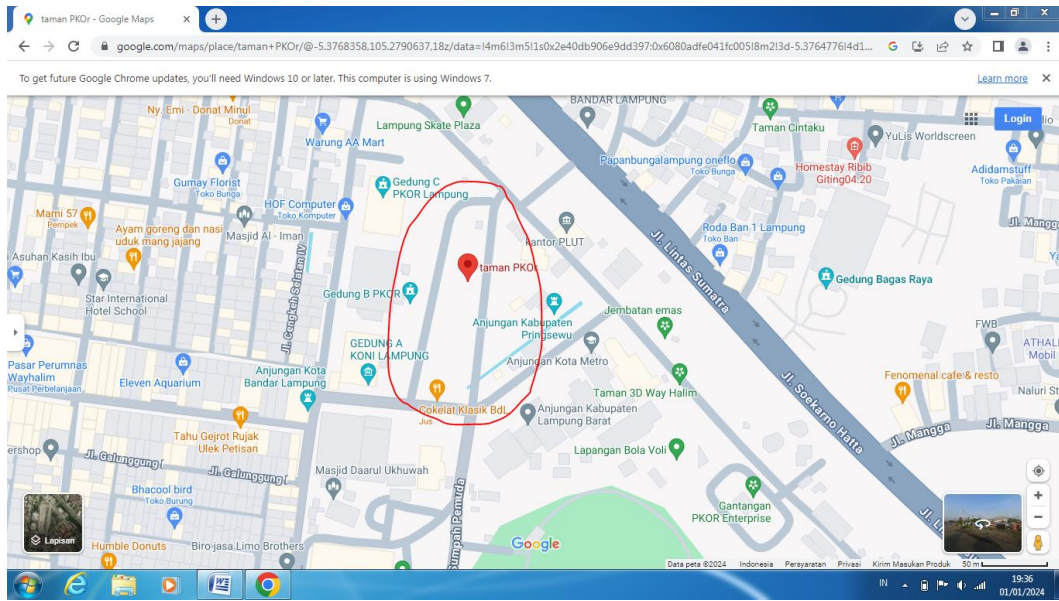 taman PKOr - Google Maps
google.com/maps/place/taman+PKOr/@-5.3768358,105.2790637,18z/data=!4m6!3m5!1s0x2e40db906e9dd397:0x6080adfe041fc005!8m2!3d-5.3764776!4d1...
To get future Google Chrome updates, you'll need Windows 10 or later. This computer is using Windows 7.
Learn more
Login
BANDAR LAMPUNG
Ny. Emi - Donat Minul
Donat
Warung AA Mart
Lampung Skate Plaza
Taman Cintaku
YuLis Worldscreen
Adidamstuff
Toko Pakaian
Papanbungalampung oneflo
Toko Bunga
Homestay Ribib
Giting04.20
Gumay Florist
Toko Bunga
Gedung C
PKOR Lampung
HOF Computer
Toko Komputer
Mami 57
Pempek
Ayam goreng dan nasi
uduk mang jajang
Masjid Al - Iman
kantor PLUT
Roda Ban 1 Lampung
Toko Ban
Jl. Mangg
i Asuhan Kasih Ibu
Jl. Lintas Sumatra
taman PKOr
Gedung Bagas Raya
Star International
Hotel School
Jl. Cengkeh Selatan IV
Gedung B PKOR
Anjungan Kabupaten
Pringsewu
Jembatan emas
FWB
ATHALL
Mobil
GEDUNG A
KONI LAMPUNG
Anjungan Kota Metro
Pasar Perumnas
Wayhalim
Pusat Perbelanjaan
Eleven Aquarium
Anjungan Kota
Bandar Lampung
Taman 3D Way Halim
Fenomenal cafe & resto
Naluri St
Cokelat Klasik BdL
Jus
Anjungan Kabupaten
Lampung Barat
Jl. Soekarno Hatta
Tahu Gejrot Rujak
Ulek Petisan
Jl. Mangga
Jl. Mangga
ershop
Jl. Galunggung I
Jl. Galunggung I
Masjid Daarul Ukhuwah
Lapangan Bola Voli
Bhacool bird
Toko Burung
Gantangan
PKOR Enterprise
Sumpah Pemuda
Lapisan
Humble Donuts
Biro jasa Limo Brothers
Google
Data peta ©2024 Indonesia Persyaratan Privasi Kirim Masukan Produk 50 m
IN
19:36
01/01/2024